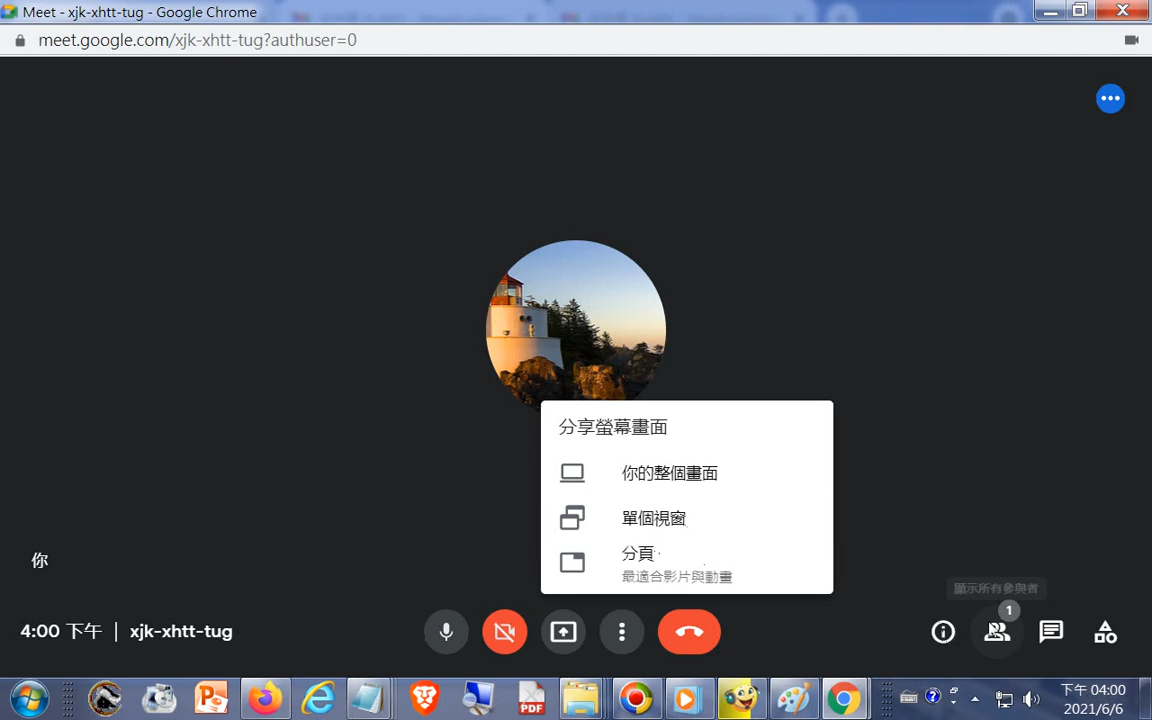 Meet - xjk-xhtt-tug - Google Chrome
meet.google.com/xjk-xhtt-tug?authuser=0
分享螢幕畫面
你的整個畫面
單個視窗
分頁
最適合影片與動畫
你
顯示所有參與者
1
4:00 下午 | xjk-xhtt-tug
PDF
下午 04:00
2021/6/6